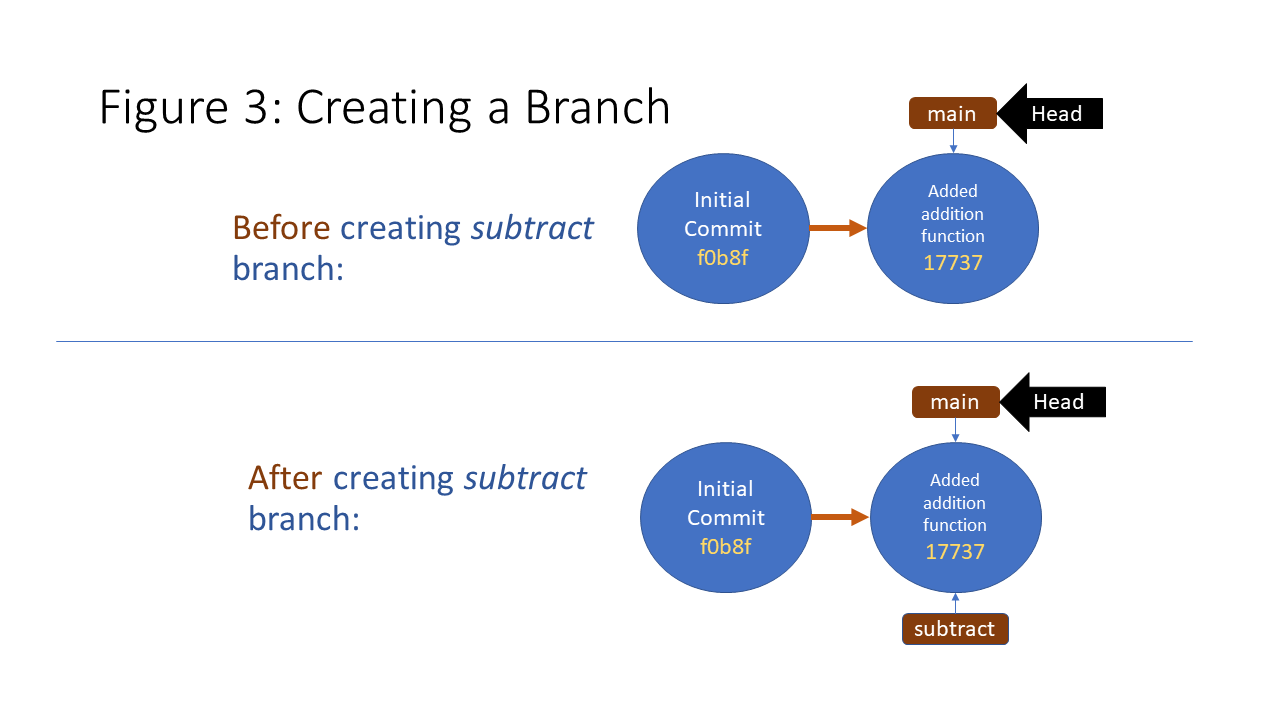 Figure 3: Creating a Branch
main
Head
Before creating subtract
branch:
Initial
Commit
f0b8f
Added
addition
function
17737
main
Head
After creating subtract
branch:
Initial
Commit
f0b8f
Added
addition
function
17737
subtract